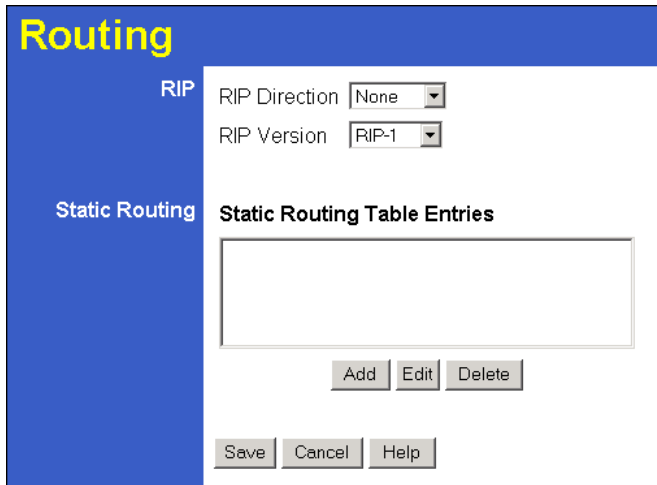 Routing
RIP
RIP Direction None
RIP Version RIP-1
Static Routing
Static Routing Table Entries
Add Edit Delete
Save Cancel Help